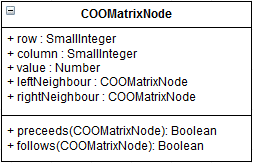 COOMatrixNode
+ row : SmallInteger
+ column : SmallInteger
+ value : Number
+ leftNeighbour : COOMatrixNode
+ rightNeighbour : COOMatrixNode
+ preceeds(COOMatrixNode): Boolean
+ follows(COOMatrixNode): Boolean